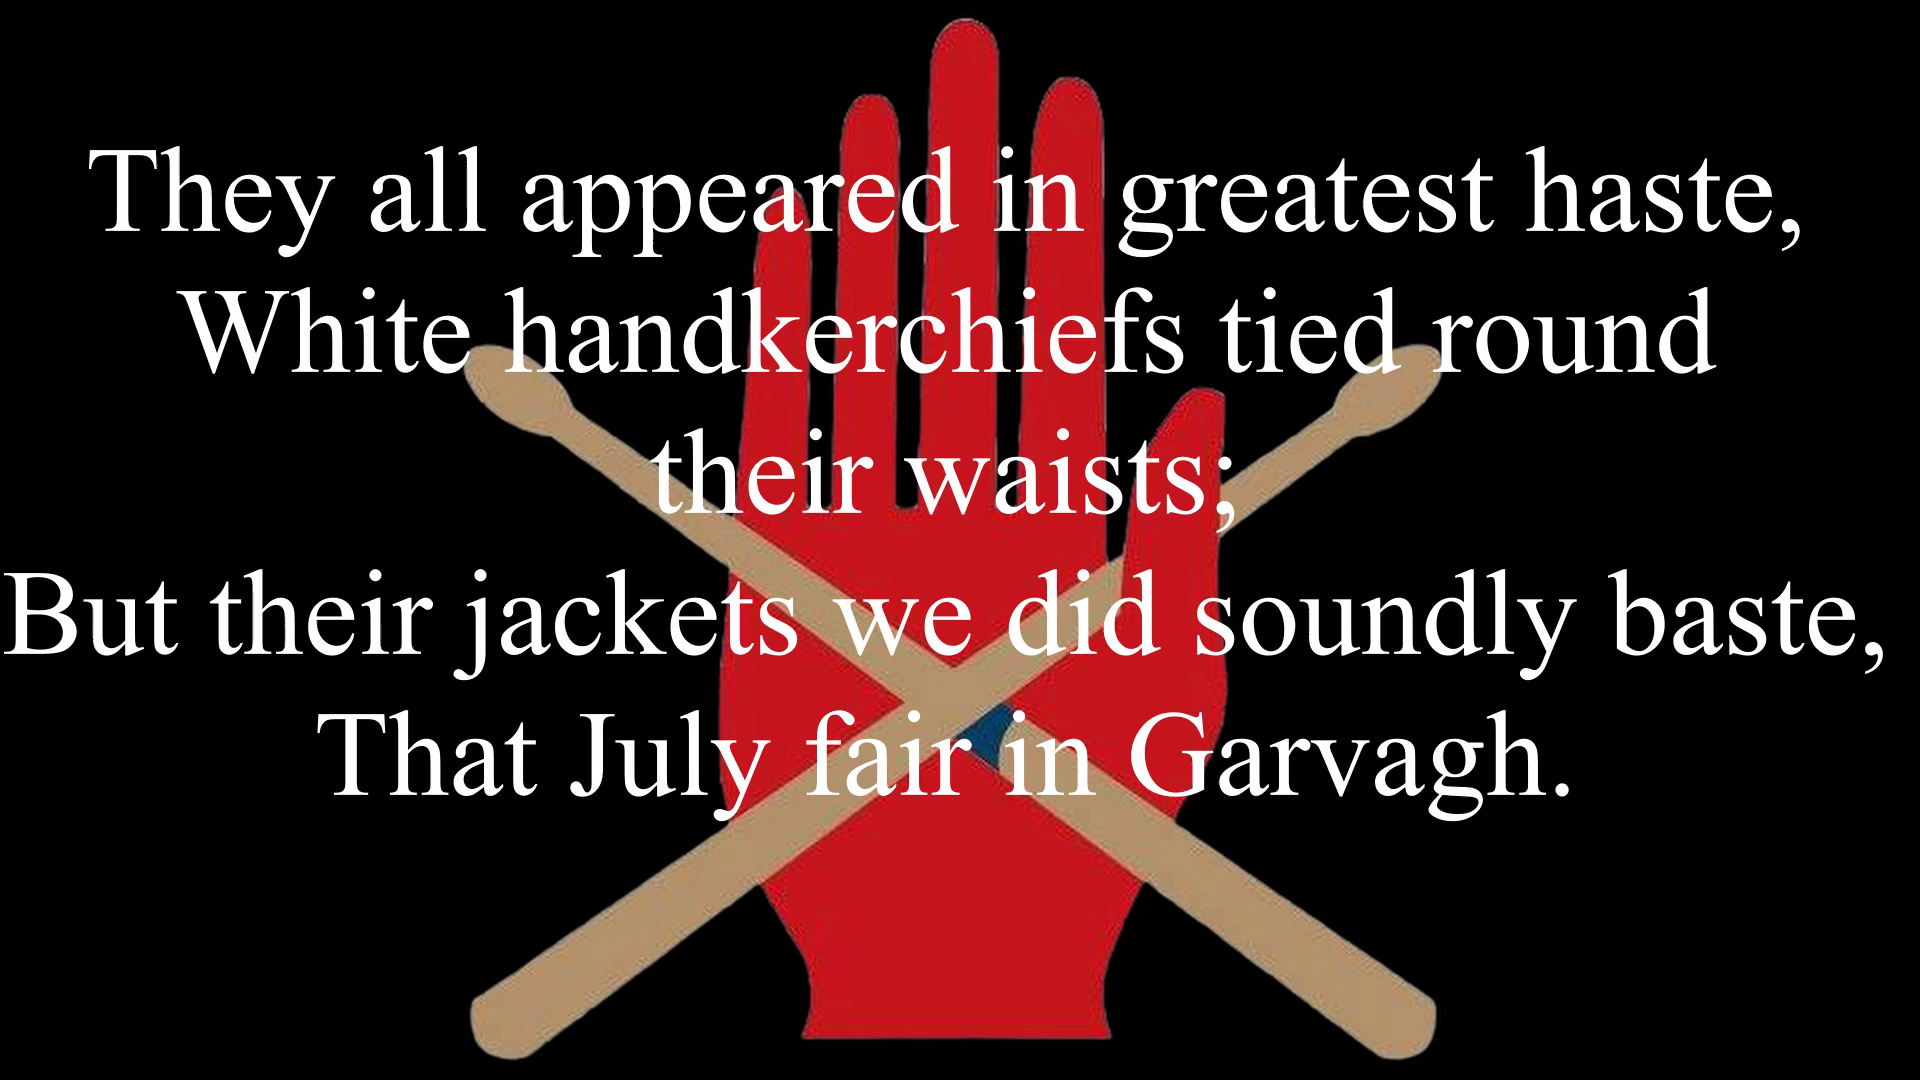 They all appeared in greatest haste,
White handkerchiefs tied round
their waists;
But their jackets we did soundly baste,
That July fair in Garvagh.